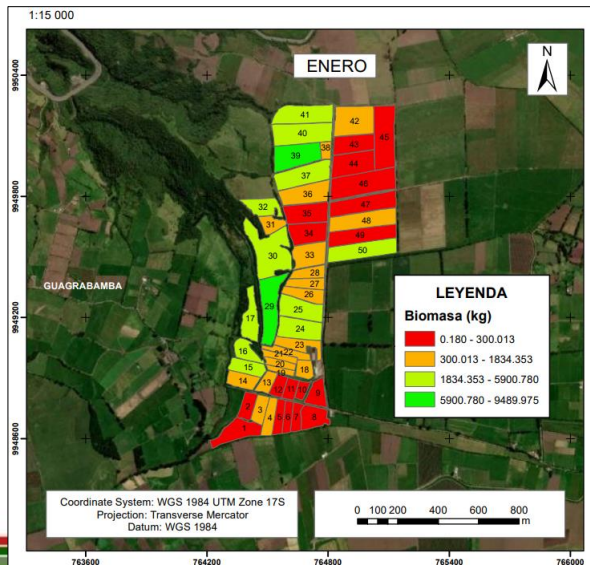 1:15 000
ENERO
N
9950400
9949800
9949200
9948600
41
42
40
45
38
43
39
44
37
46
36
32
47
35
31
48
34
49
30
33
50
28
27
26
29
25
17
24
23
16
21 22
20
15
18
19
14
13
12 11 10 9
2
3
4
5 6 7 8
1
GUAGRABAMBA
LEYENDA
Biomasa (kg)
0.180 - 300.013
300.013 - 1834.353
1834.353 - 5900.780
5900.780 - 9489.975
Coordinate System: WGS 1984 UTM Zone 17S
Projection: Transverse Mercator
Datum: WGS 1984
0 100 200 400 600 800
m
763600 764200 764800 765400 766000